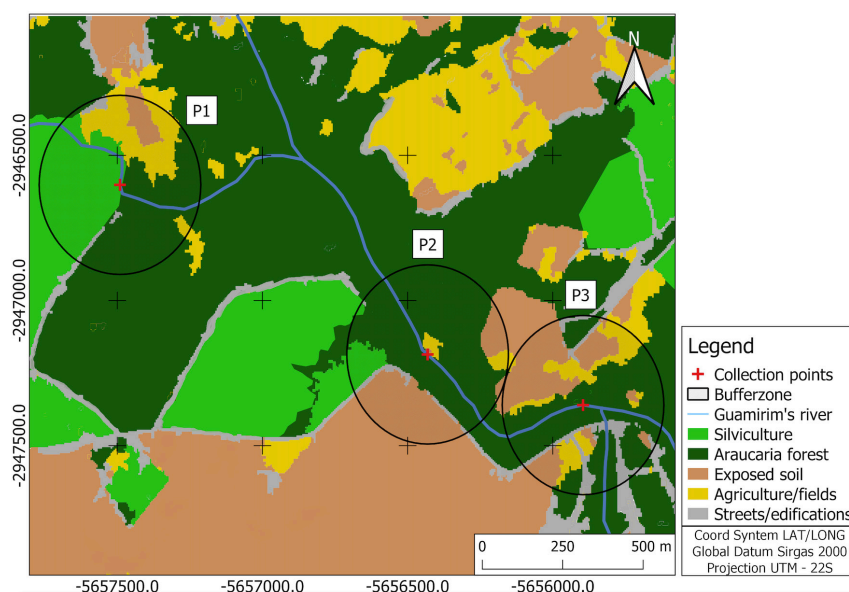 N
P1
P2
P3
-2946500.0
-2947000.0
-2947500.0
-5657500.0
-5657000.0
-5656500.0
-5656000.0
0 250 500 m
Legend
Collection points
Bufferzone
Guamirim's river
Silviculture
Araucaria forest
Exposed soil
Agriculture/fields
Streets/edifications
Coord Syntem LAT/LONG
Global Datum Sirgas 2000
Projection UTM - 22S